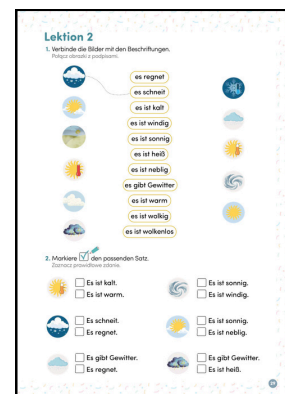 Lektion 2
1. Verbinde die Bilder mit den Beschriftungen.
Połącz obrazki z podpisami.
es regnet
es schneit
es ist kalt
es ist windig
es ist sonnig
es ist heiß
es ist neblig
es gibt Gewitter
es ist warm
es ist wolkig
es ist wolkenlos
2. Markiere den passenden Satz.
Zaznacz prawidłowe zdanie.
Es ist kalt.
Es ist warm.
Es ist sonnig.
Es ist windig.
Es schneit.
Es regnet.
Es ist sonnig.
Es ist neblig.
Es gibt Gewitter.
Es regnet.
Es gibt Gewitter.
Es ist heiß.